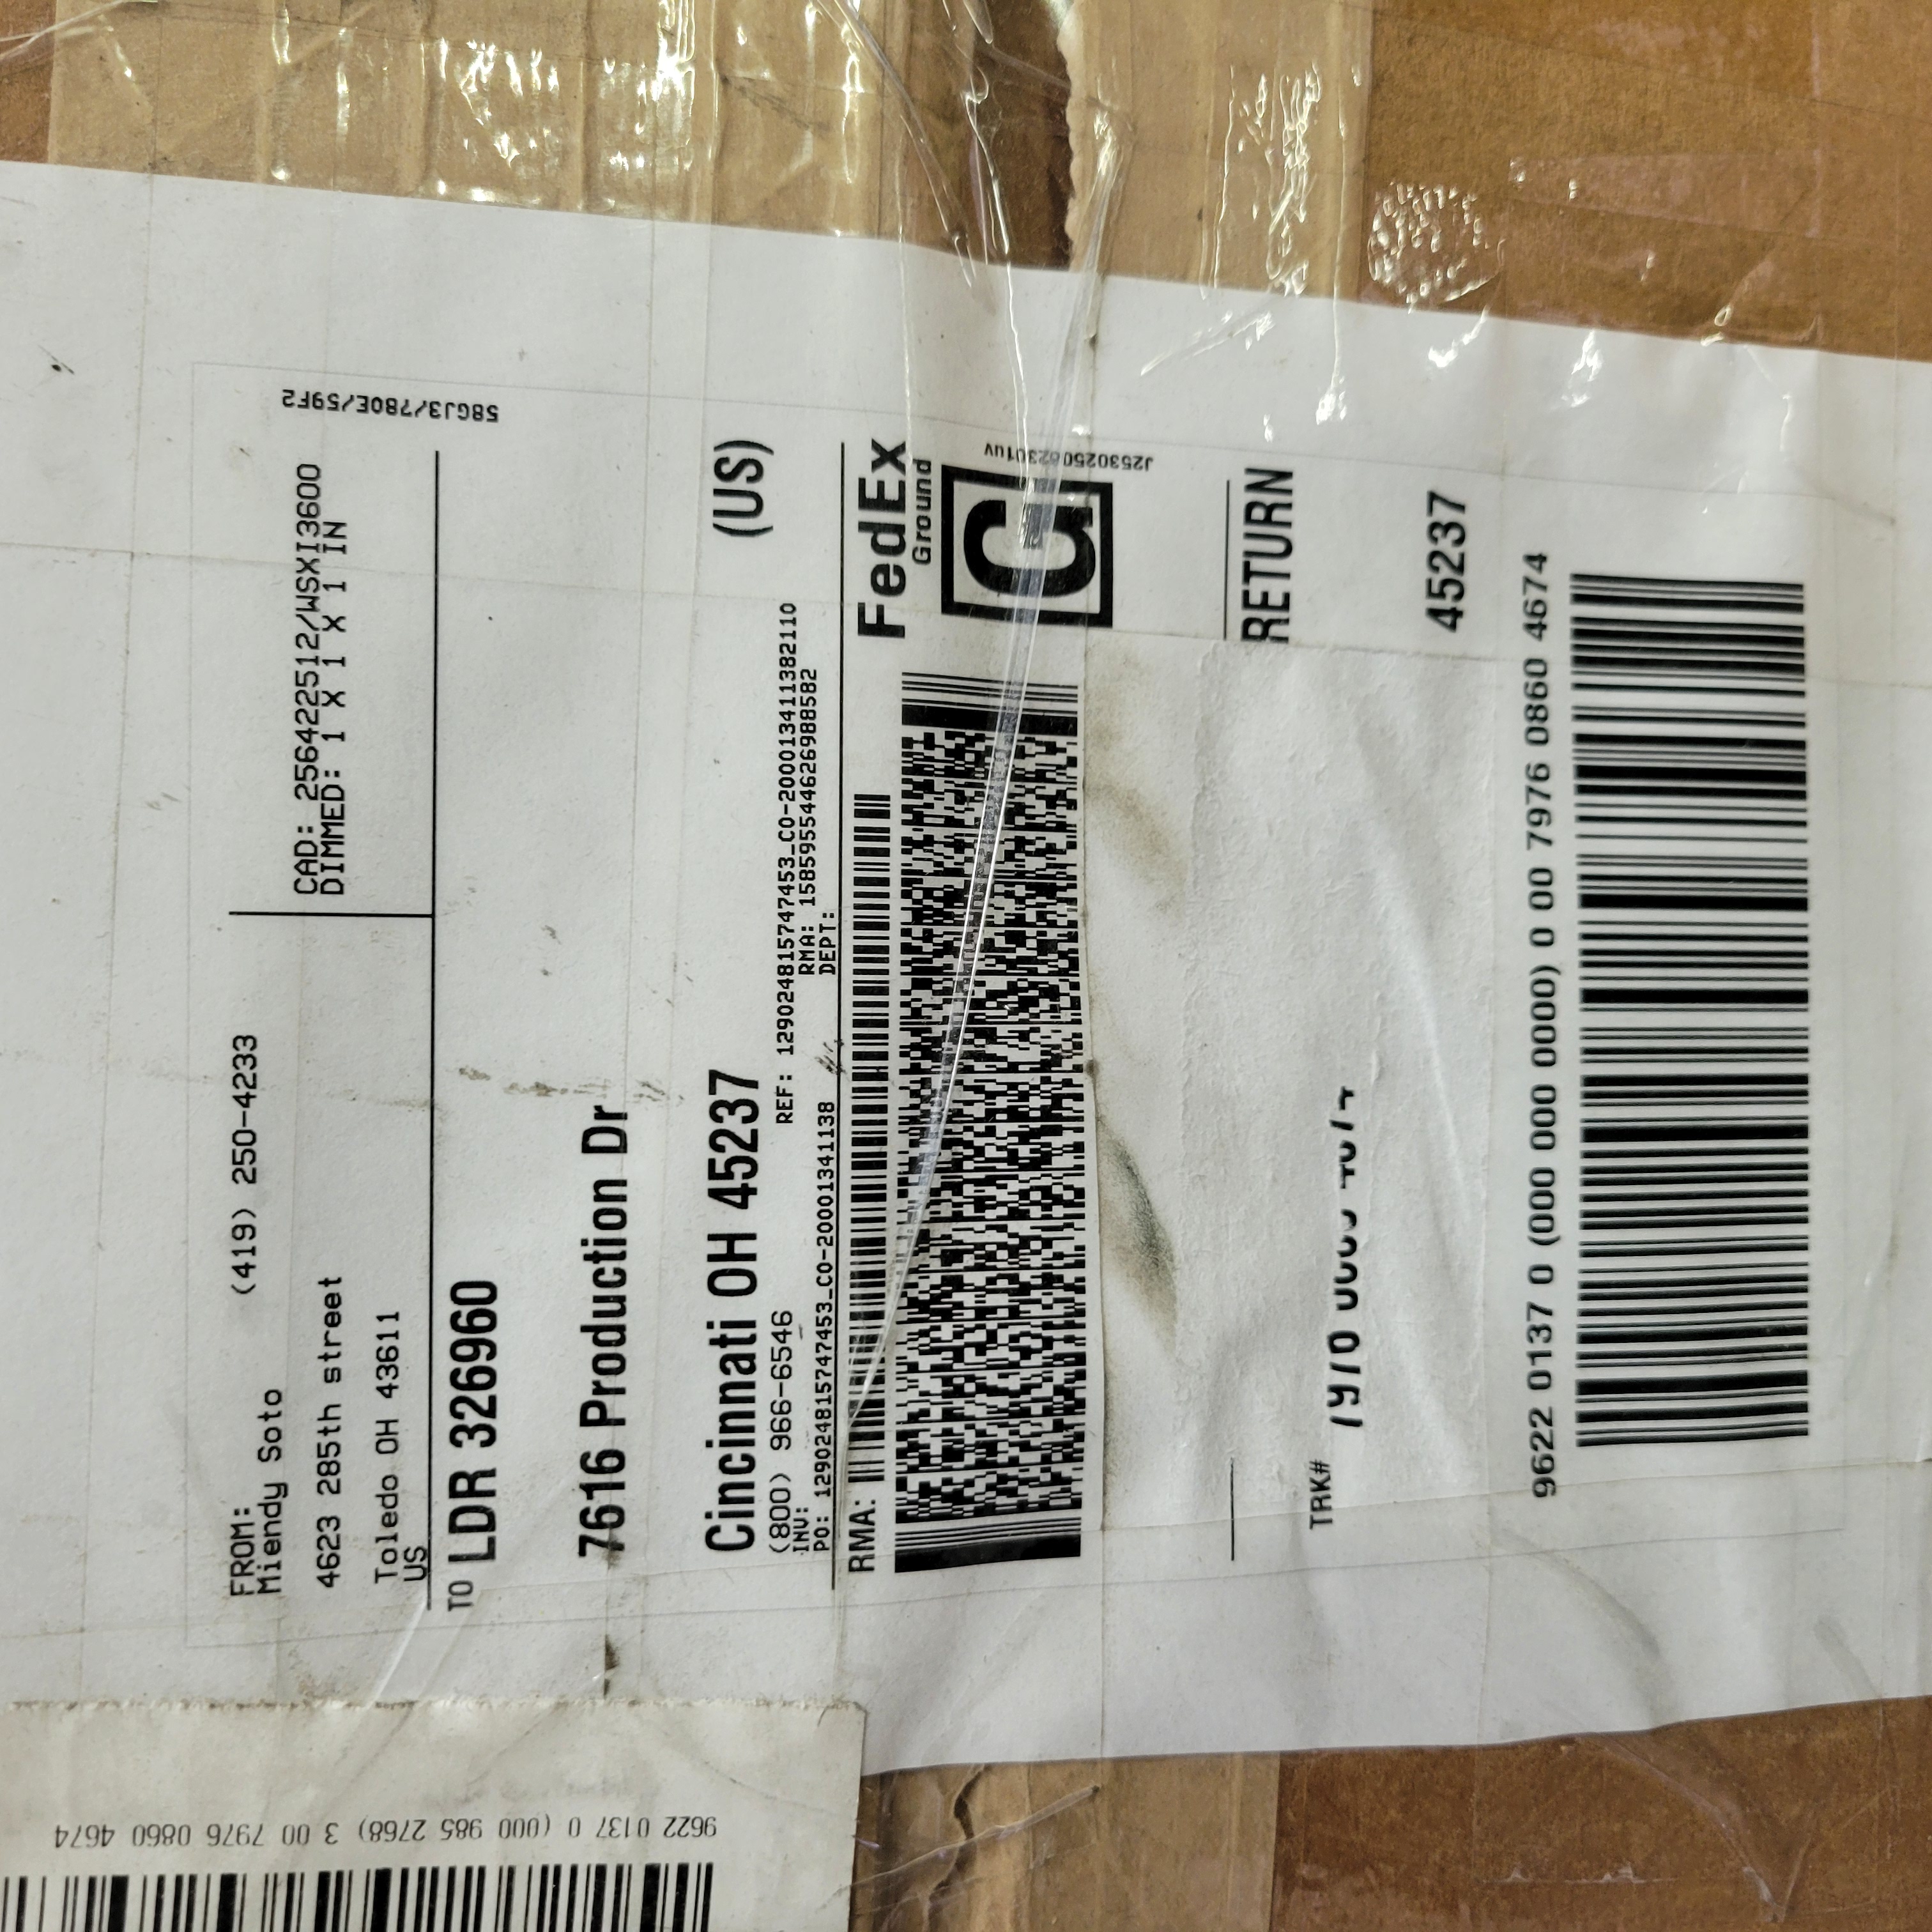 FROM:
(419) 250-4233
Miendy Soto
4623 285th street
Toledo OH 43611
US
CAD: 256422512/WSXI3600
DIMMED: 1 X 1 X 1 IN
58GJ3/780E/59F2
TO LDR 326960
7616 Production Dr
Cincinnati OH 45237
(US)
(800) 966-6546
REF: 129024815747453_CO-20001341138211O
INV:
RMA: 158595544626988582
PO: 129024815747453_CO-20001341138
DEPT:
RMA:
FedEx
Ground
C
RETURN
TRK#
45237
9622 0137 0 (000 000 0000) 0 00 7976 0860 4674
9622 0137 0 (000 985 2768) 3 00 7976 0860 4674